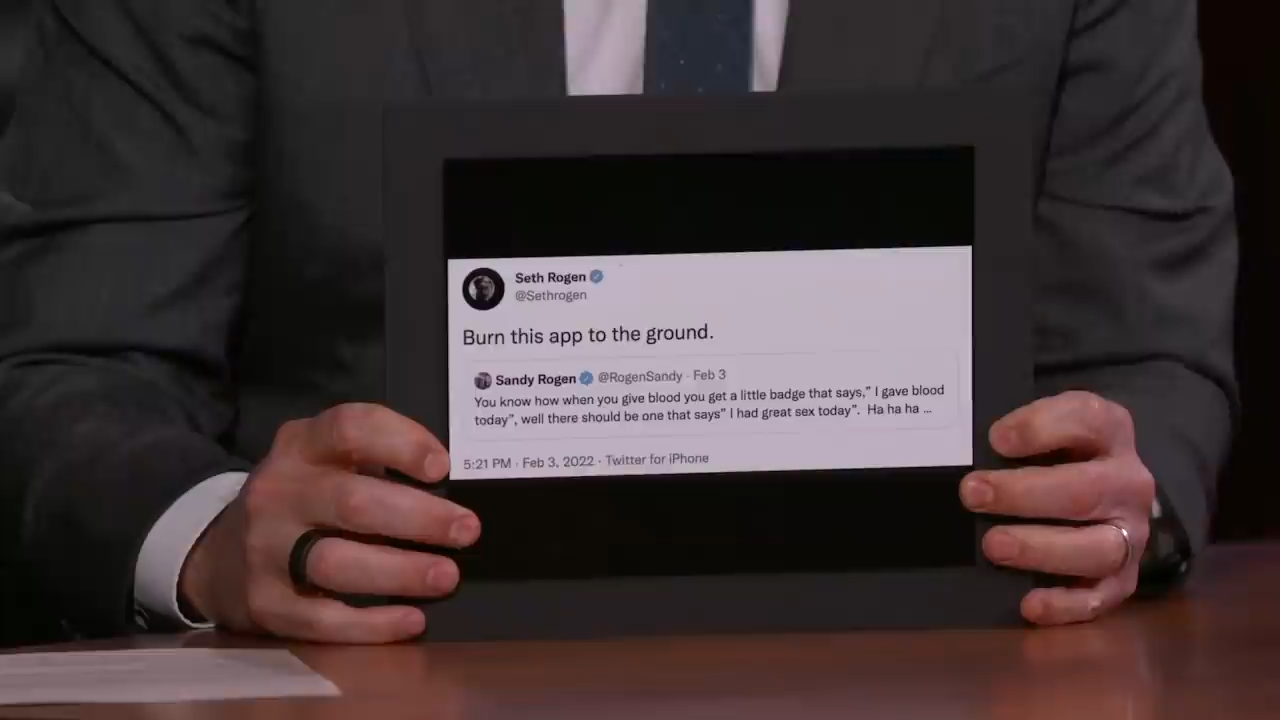 Seth Rogen
@Sethrogen
Burn this app to the ground.
Sandy Rogen @RogenSandy · Feb 3
You know how when you give blood you get a little badge that says,” I gave blood
today”, well there should be one that says” I had great sex today”.  Ha ha ha ...
5:21 PM · Feb 3, 2022 · Twitter for iPhone